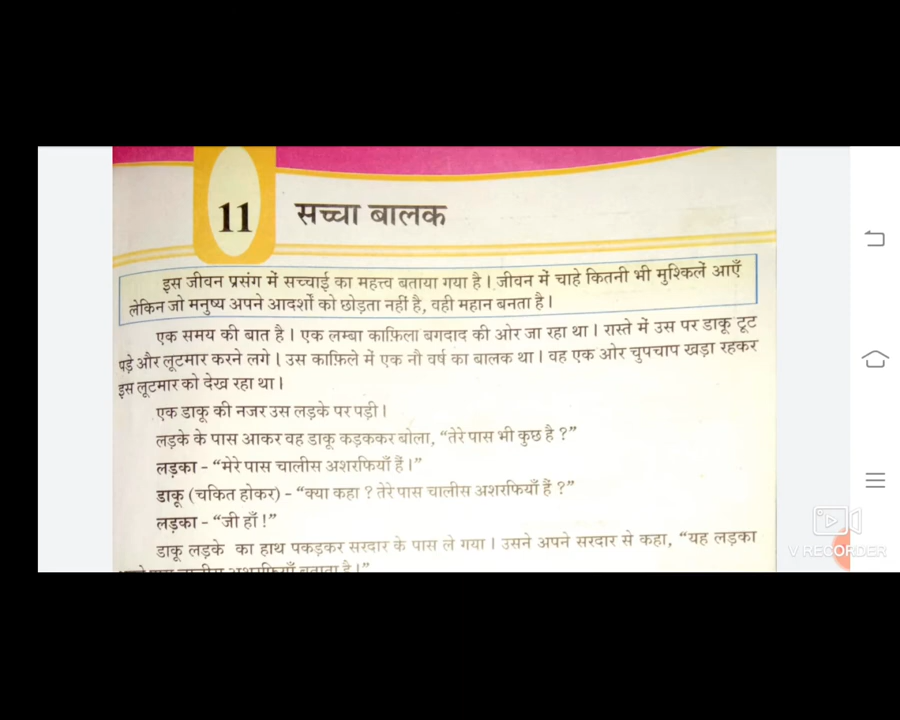 11 सच्चा बालक
इस जीवन प्रसंग में सच्चाई का महत्त्व बताया गया है। जीवन में चाहे कितनी भी मुश्किलें आएँ
लेकिन जो मनुष्य अपने आदर्शों को छोड़ता नहीं है, वही महान बनता है।
एक समय की बात है। एक लम्बा काफ़िला बगदाद की ओर जा रहा था। रास्ते में उस पर डाकू टूट
पड़े और लूटमार करने लगे। उस काफ़िले में एक नौ वर्ष का बालक था। वह एक ओर चुपचाप खड़ा रहकर
इस लूटमार को देख रहा था।
एक डाकू की नजर उस लड़के पर पड़ी।
लड़के के पास आकर वह डाकू कड़ककर बोला, “तेरे पास भी कुछ है ?”
लड़का - “मेरे पास चालीस अशरफियाँ हैं।”
डाकू (चकित होकर) - “क्या कहा ? तेरे पास चालीस अशरफियाँ हैं ?”
लड़का - “जी हाँ !”
डाकू लड़के का हाथ पकड़कर सरदार के पास ले गया। उसने अपने सरदार से कहा, “यह लड़का
पास चालीस अशरफियाँ बताता है।”
V RECORDER